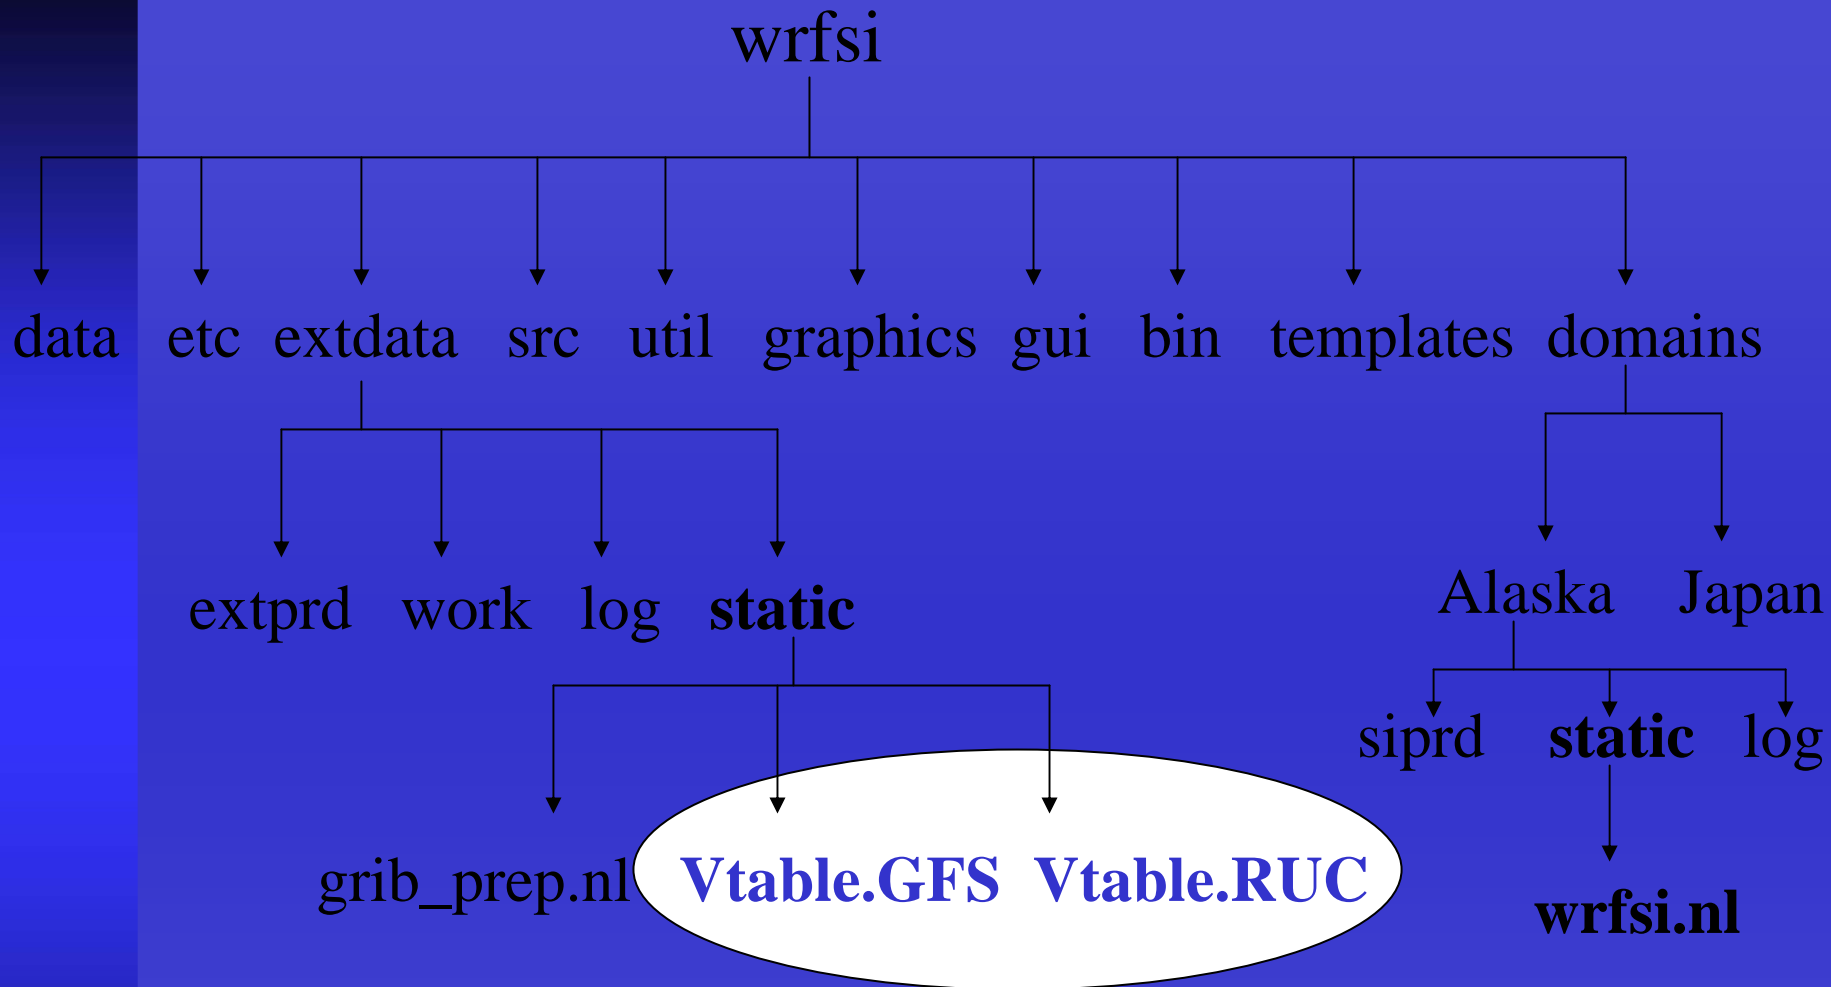 wrfsi
data etc extdata src util graphics gui bin templates domains
extprd work log static
Alaska Japan
siprd static log
grib_prep.nl Vtable.GFS Vtable.RUC
wrfsi.nl